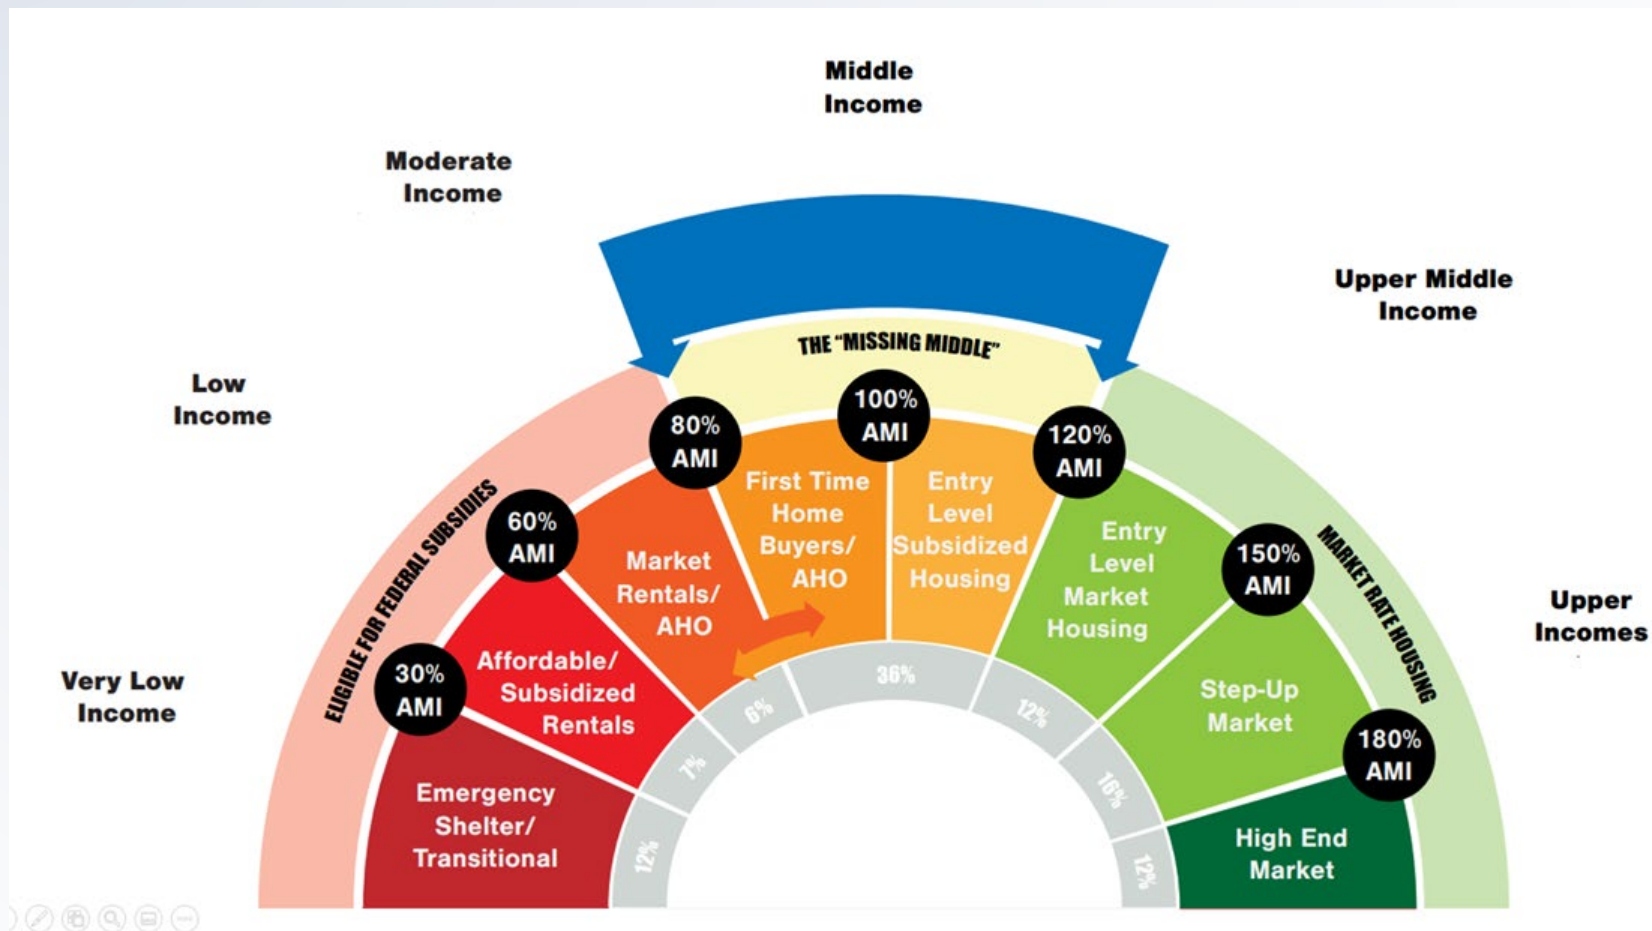 Middle
Income
Moderate
Income
Upper Middle
Income
Low
Income
Upper
Incomes
Very Low
Income
THE "MISSING MIDDLE"
ELIGIBLE FOR FEDERAL SUBSIDIES
MARKET RATE HOUSING
30%
AMI
60%
AMI
80%
AMI
100%
AMI
120%
AMI
150%
AMI
180%
AMI
Emergency
Shelter/
Transitional
Affordable/
Subsidized
Rentals
Market
Rentals/
AHO
First Time
Home
Buyers/
AHO
Entry
Level
Subsidized
Housing
Entry
Level
Market
Housing
Step-Up
Market
High End
Market
12%
7%
6%
36%
12%
16%
12%